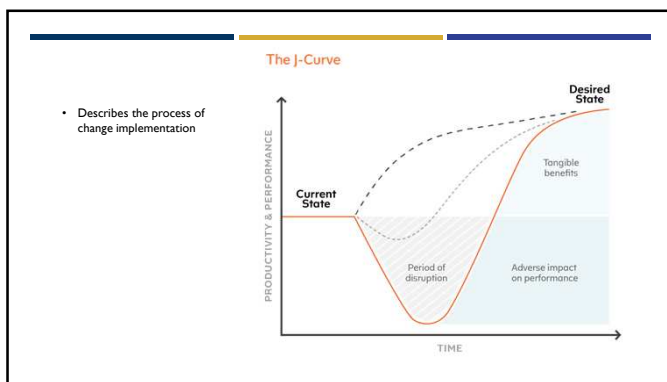 The J-Curve
• Describes the process of
change implementation
Desired
State
Current
State
PRODUCTIVITY & PERFORMANCE
Tangible
benefits
Period of
disruption
Adverse impact
on performance
TIME